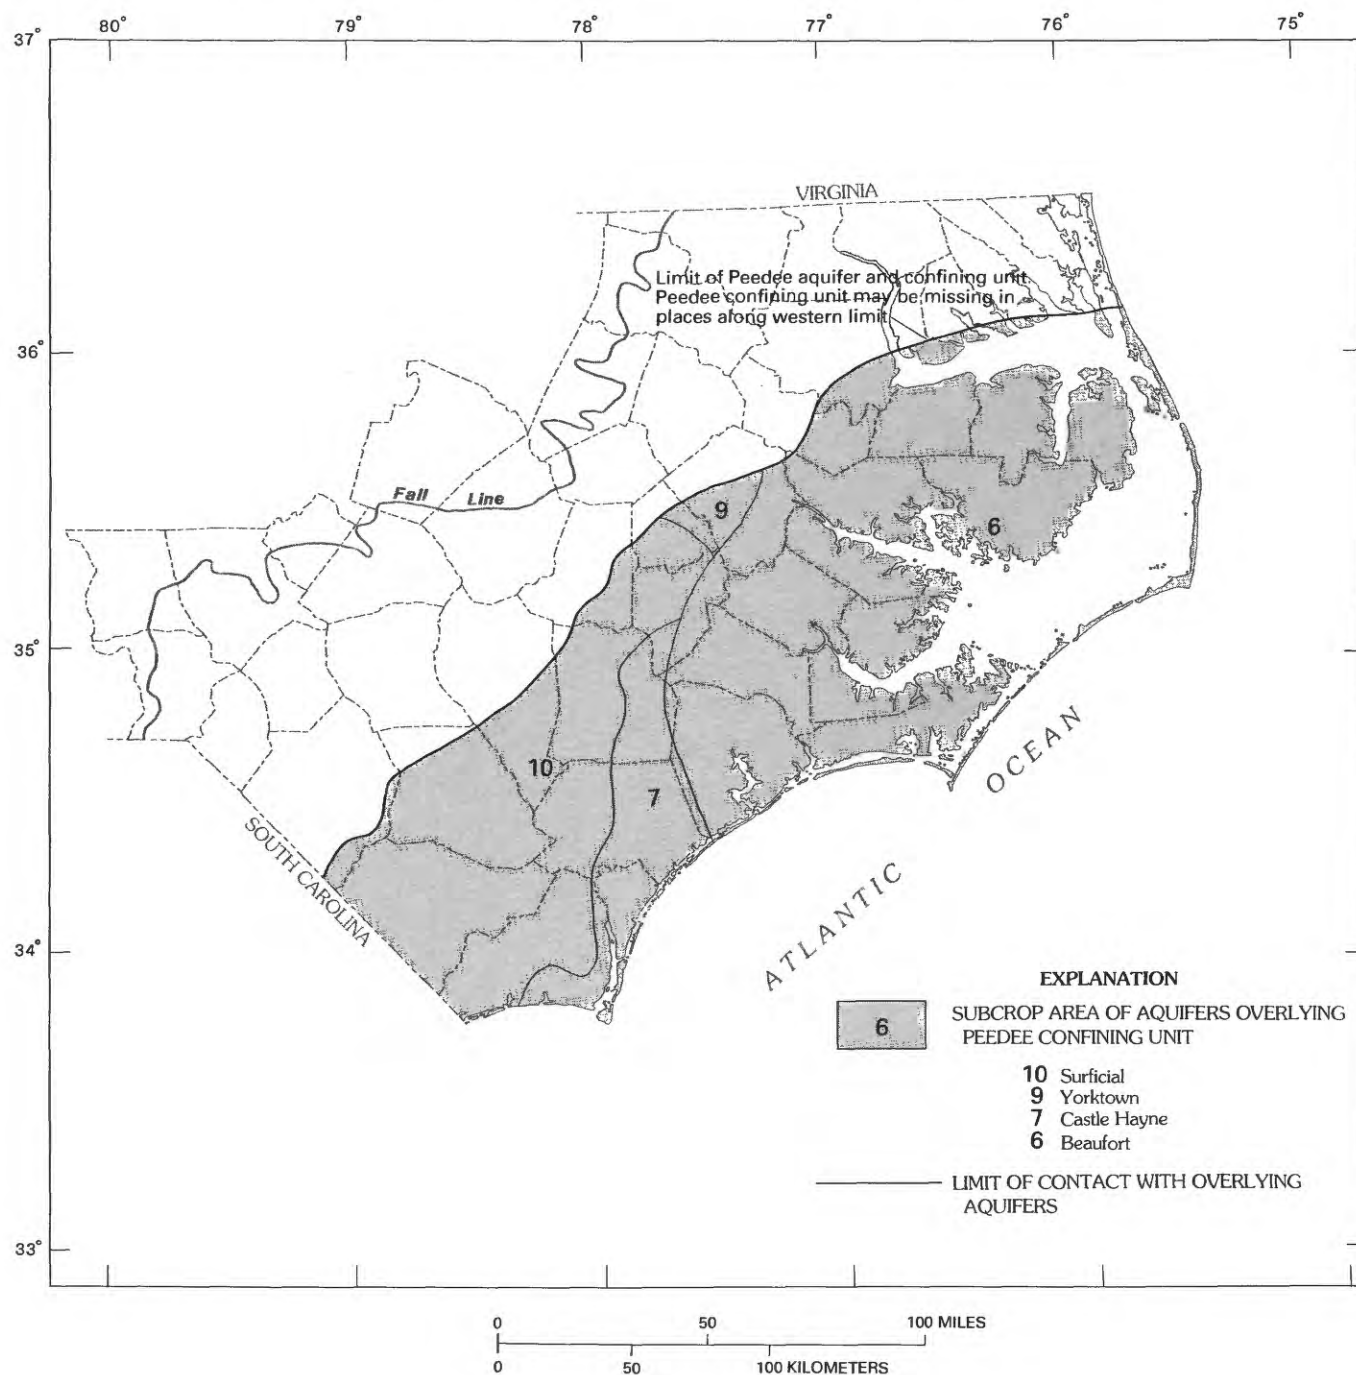 80° 79° 78° 77° 76° 75°
37°
VIRGINIA
Limit of Peedee aquifer and confining unit
Peedee confining unit may be missing in
places along western limit
36°
Fall Line
9
6
35°
10
7
OCEAN
SOUTH CAROLINA
ATLANTIC
34°
EXPLANATION
6
SUBCROP AREA OF AQUIFERS OVERLYING
PEEDEE CONFINING UNIT
10 Surficial
9 Yorktown
7 Castle Hayne
6 Beaufort
LIMIT OF CONTACT WITH OVERLYING
AQUIFERS
33°
0 50 100 MILES
0 50 100 KILOMETERS